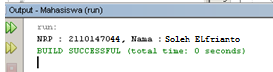 Output - Mahasiswa (run)
run:
NRP : 2110147044, Nama : Soleh ELfrianto
BUILD SUCCESSFUL (total time: 0 seconds)